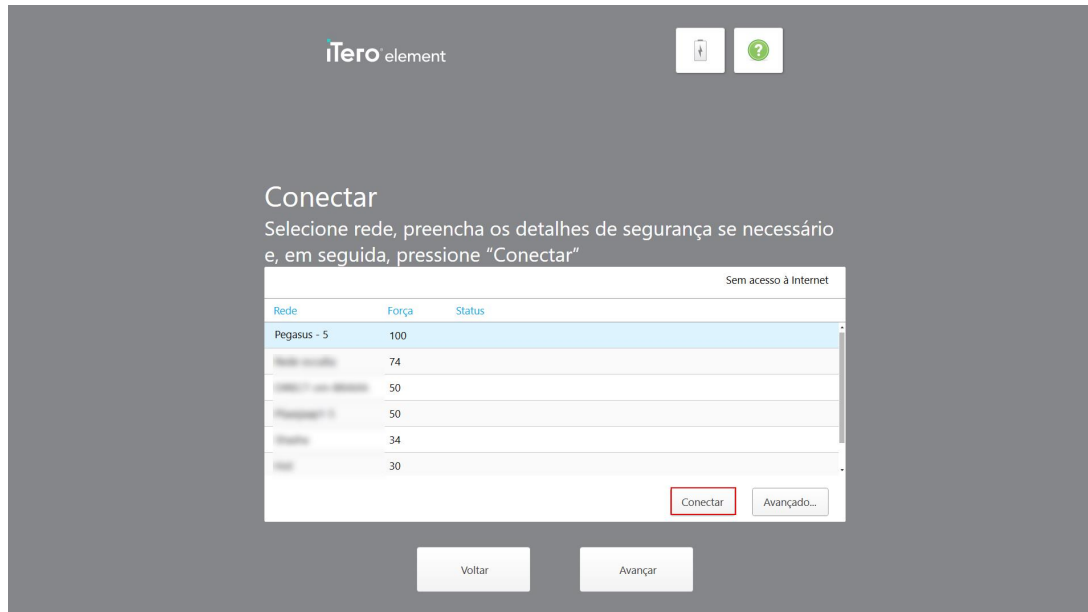 iTero element
Conectar
Selecione rede, preencha os detalhes de segurança se necessário
e, em seguida, pressione “Conectar”
Sem acesso à Internet
Rede Força Status
Pegasus - 5 100
74
50
50
34
30
Conectar Avançado...
Voltar Avançar